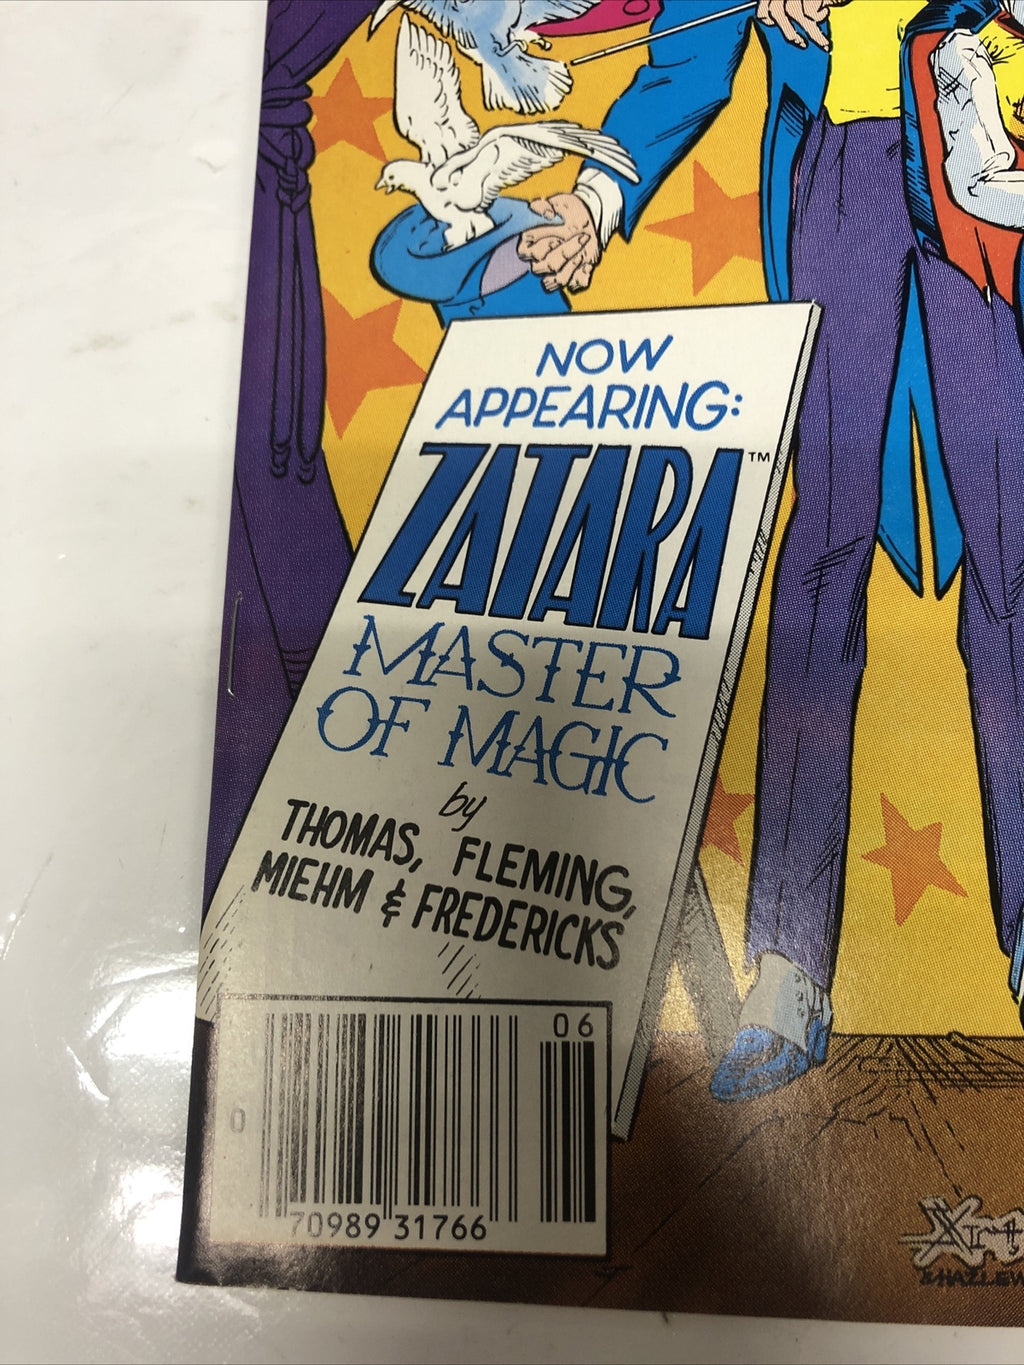 NOW
APPEARING:
ZATARA™
MASTER
OF MAGIC
by
THOMAS, FLEMING,
MIEHM & FREDERICKS
06
0
70989 31766